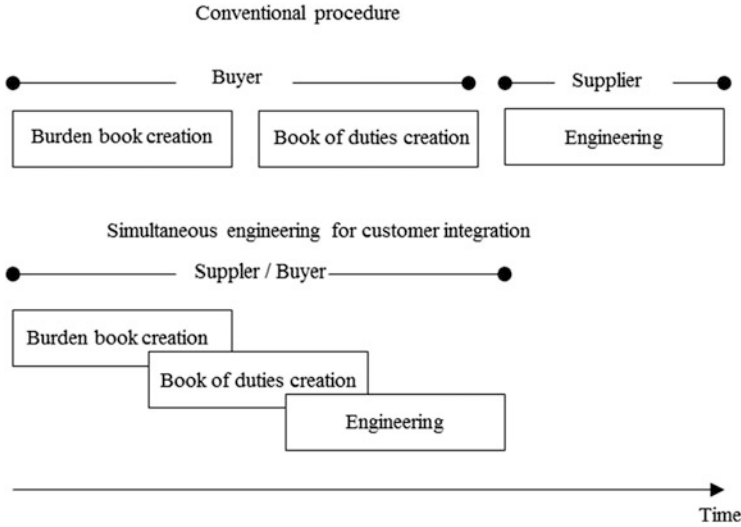 Conventional procedure
Buyer
Supplier
Burden book creation
Book of duties creation
Engineering
Simultaneous engineering for customer integration
Suppler / Buyer
Burden book creation
Book of duties creation
Engineering
Time